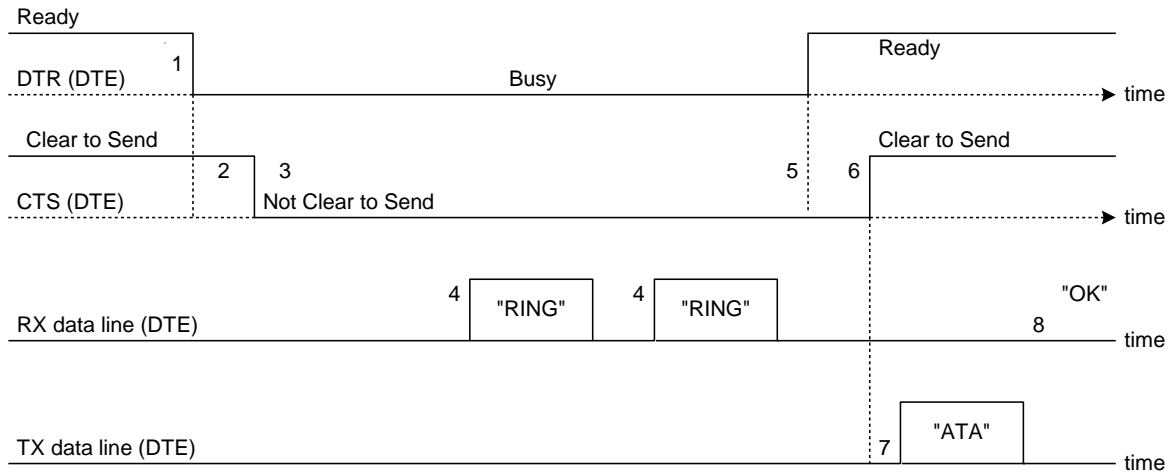 Ready
1
Ready
DTR (DTE)
Busy
time
Clear to Send
Clear to Send
2
3
5
6
CTS (DTE)
Not Clear to Send
time
4
"RING"
4
"RING"
"OK"
RX data line (DTE)
8
time
"ATA"
TX data line (DTE)
7
time